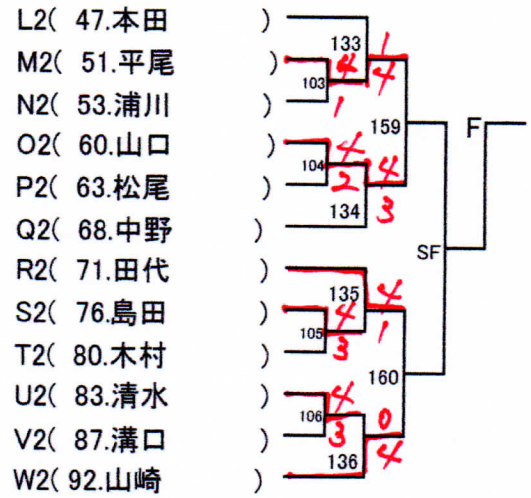 L2( 47.本田 )
133 1
M2( 51.平尾 )
103 4 4
N2( 53.浦川 ) 1
159 F
O2( 60.山口 ) 4
104 4
P2( 63.松尾 ) 2
134 3
Q2( 68.中野 )
SF
R2( 71.田代 )
135 4
S2( 76.島田 ) 4
105 1
T2( 80.木村 ) 3
160
U2( 83.清水 ) 4
106 0
V2( 87.溝口 ) 3
136 4
W2( 92.山崎 )